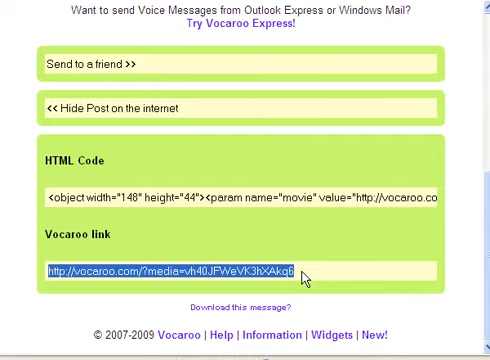 Want to send Voice Messages from Outlook Express or Windows Mail?
Try Vocaroo Express!
Send to a friend >>
<< Hide Post on the internet
HTML Code
<object width="148" height="44"><param name="movie" value="http://vocaroo.co
Vocaroo link
http://vocaroo.com/?media=vh40JFWeVK3hXAkq6
Download this message?
© 2007-2009 Vocaroo | Help | Information | Widgets | New!